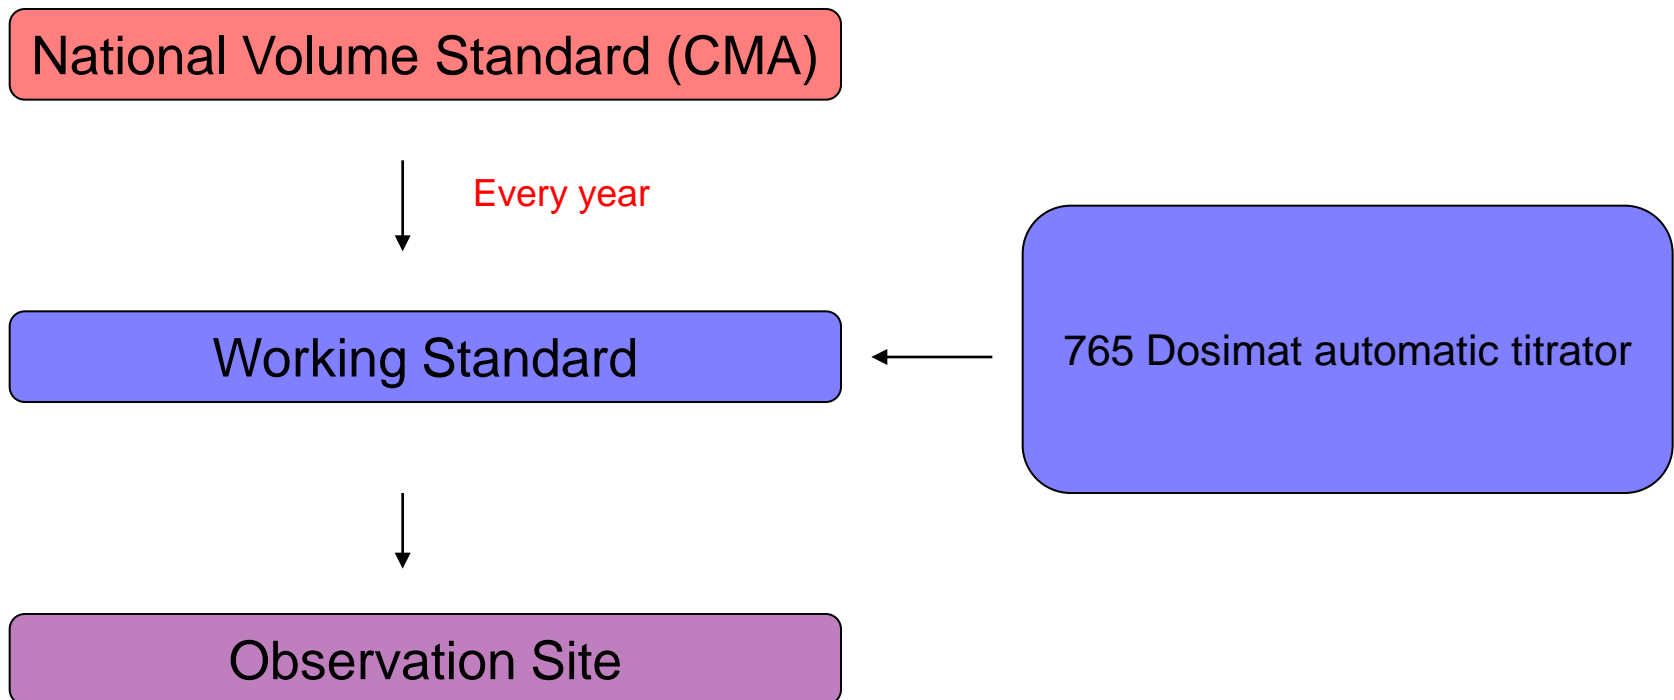 National Volume Standard (CMA)
Every year
Working Standard
765 Dosimat automatic titrator
Observation Site